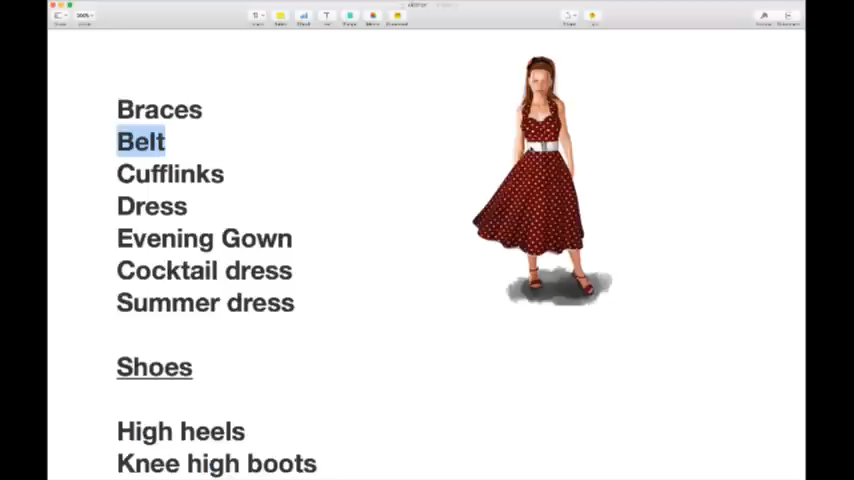 Braces
Belt
Cufflinks
Dress
Evening Gown
Cocktail dress
Summer dress
Shoes
High heels
Knee high boots